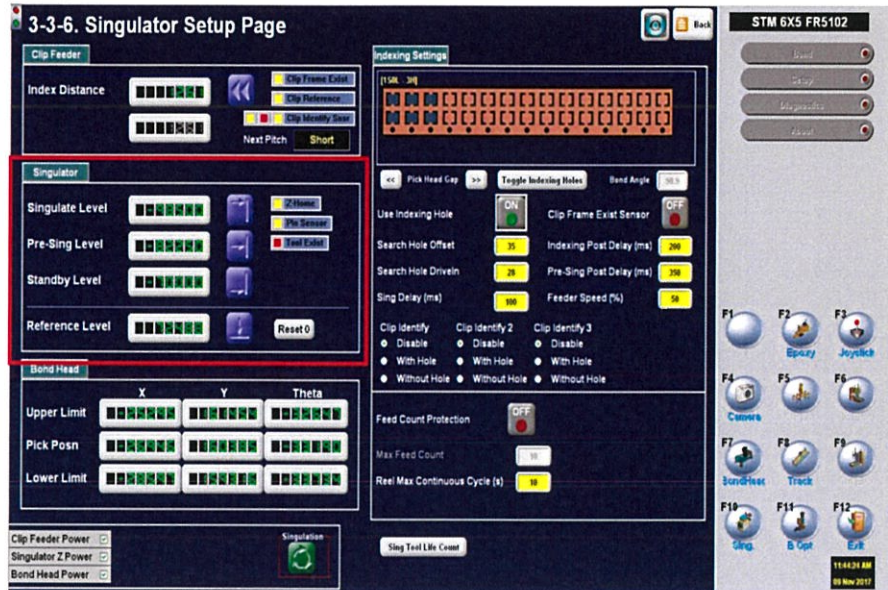 3-3-6. Singulator Setup Page
Back
STM 6X5 FR5102
Clip Feeder
Index Distance
Clip Frame Exist
Clip Reference
Clip Identify Snsr
Next Pitch Short
Singulator
Singulate Level
Z-Home
Pin Sensor
Tool Exist
Pre-Sing Level
Standby Level
Reference Level
Reset 0
Bond Head
X Y Theta
Upper Limit
Pick Posn
Lower Limit
Clip Feeder Power
Singulator Z Power
Bond Head Power
Singulation
Indexing Settings
<< Pick Head Gap >> Toggle Indexing Holes Bond Angle
Use Indexing Hole ON Clip Frame Exist Sensor OFF
Search Hole Offset 35 Indexing Post Delay (ms) 200
Search Hole DriveIn 26 Pre-Sing Post Delay (ms) 350
Sing Delay (ms) 100 Feeder Speed (%) 50
Clip Identify Clip Identify 2 Clip Identify 3
Disable Disable Disable
With Hole With Hole With Hole
Without Hole Without Hole Without Hole
Feed Count Protection OFF
Max Feed Count
Reel Max Continuous Cycle (s) 10
Sing Tool Life Count
Setup
Diagnostics
About
F1 F2 F3
Epoxy Joystick
F4 F5 F6
Camera
F7 F8 F9
BondHead Track
F10 F11 F12
Sing. B Opt Exit
11:44:24 AM
09 Nov 2017